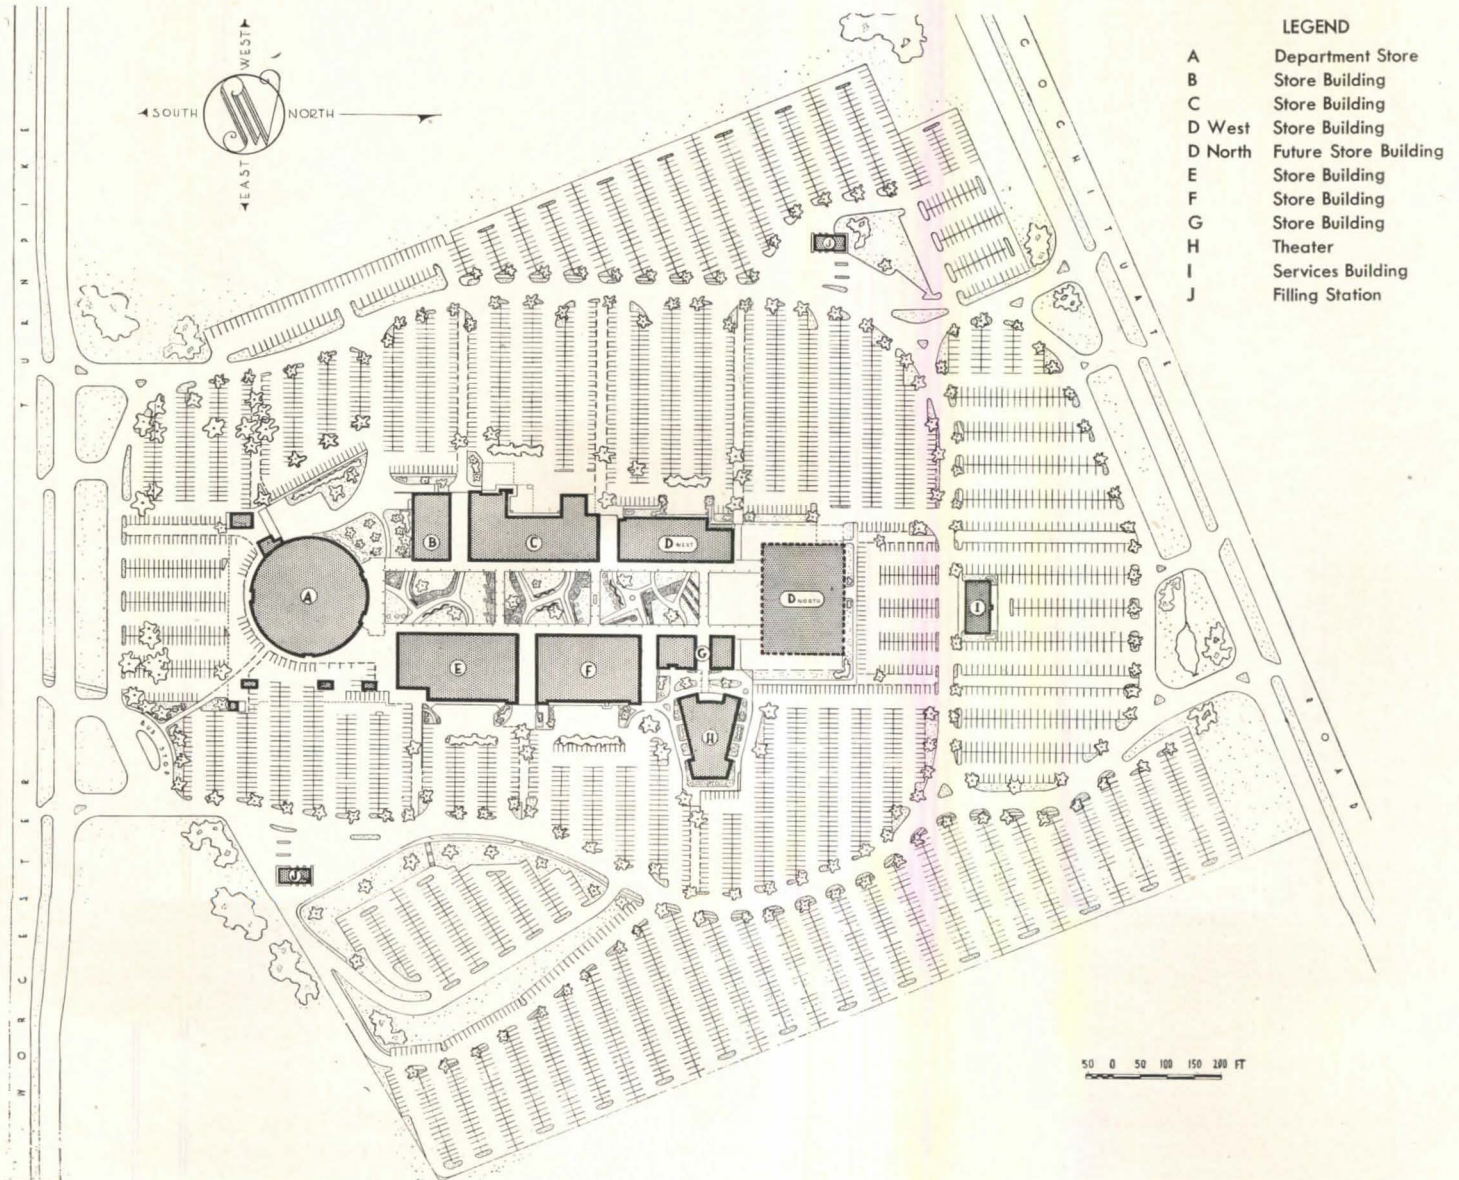 LEGEND
A Department Store
B Store Building
C Store Building
D West Store Building
D North Future Store Building
E Store Building
F Store Building
G Store Building
H Theater
I Services Building
J Filling Station
WEST
SOUTH
NORTH
EAST
COCHITUATE ROAD
WORCESTER TURNPIKE
J
B
C
D WEST
A
D NORTH
I
E
F
G
H
BUS STOP
J
50 0 50 100 150 200 FT